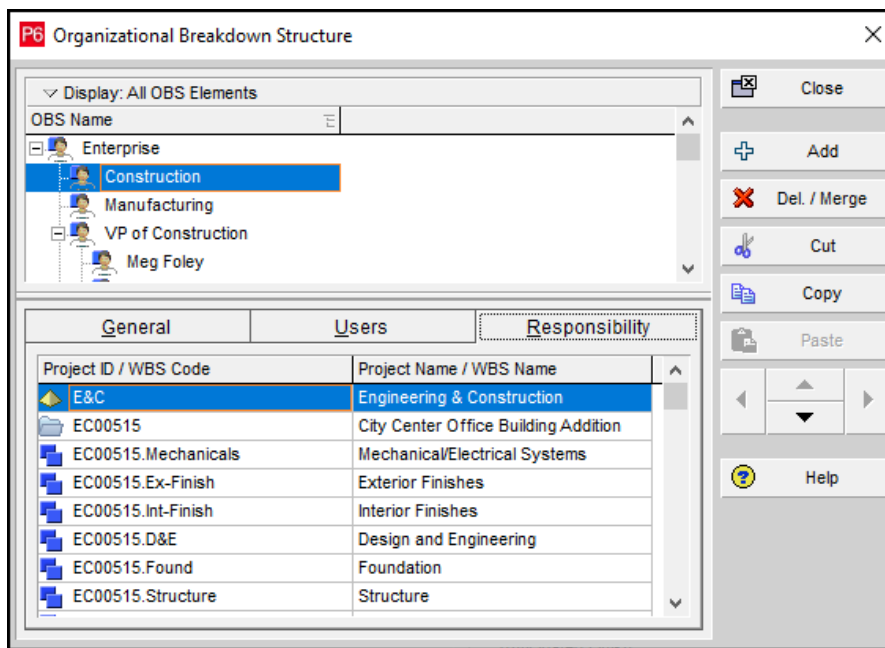 P6 Organizational Breakdown Structure
Display: All OBS Elements
OBS Name
Enterprise
Construction
Manufacturing
VP of Construction
Meg Foley
Close
Add
Del. / Merge
Cut
Copy
Paste
Help
General Users Responsibility
Project ID / WBS Code Project Name / WBS Name
E&C Engineering & Construction
EC00515 City Center Office Building Addition
EC00515.Mechanicals Mechanical/Electrical Systems
EC00515.Ex-Finish Exterior Finishes
EC00515.Int-Finish Interior Finishes
EC00515.D&E Design and Engineering
EC00515.Found Foundation
EC00515.Structure Structure